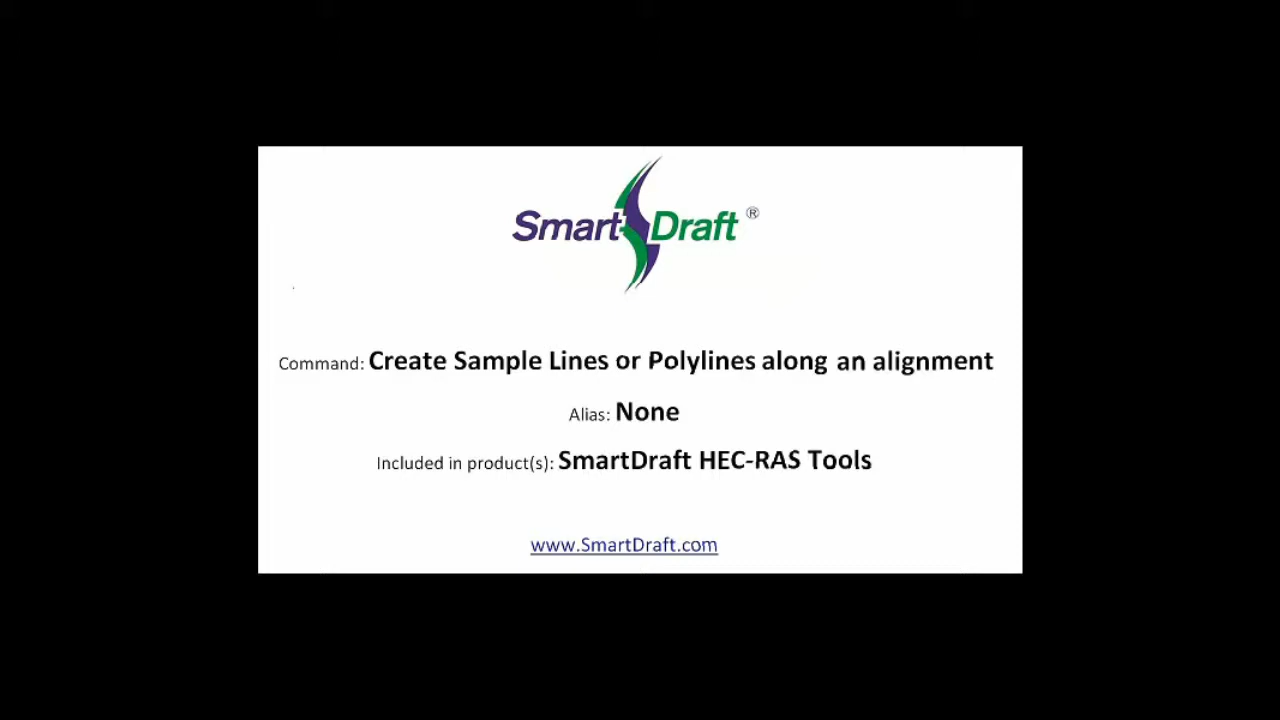 SmartDraft ®
Command: Create Sample Lines or Polylines along an alignment
Alias: None
Included in product(s): SmartDraft HEC-RAS Tools
www.SmartDraft.com